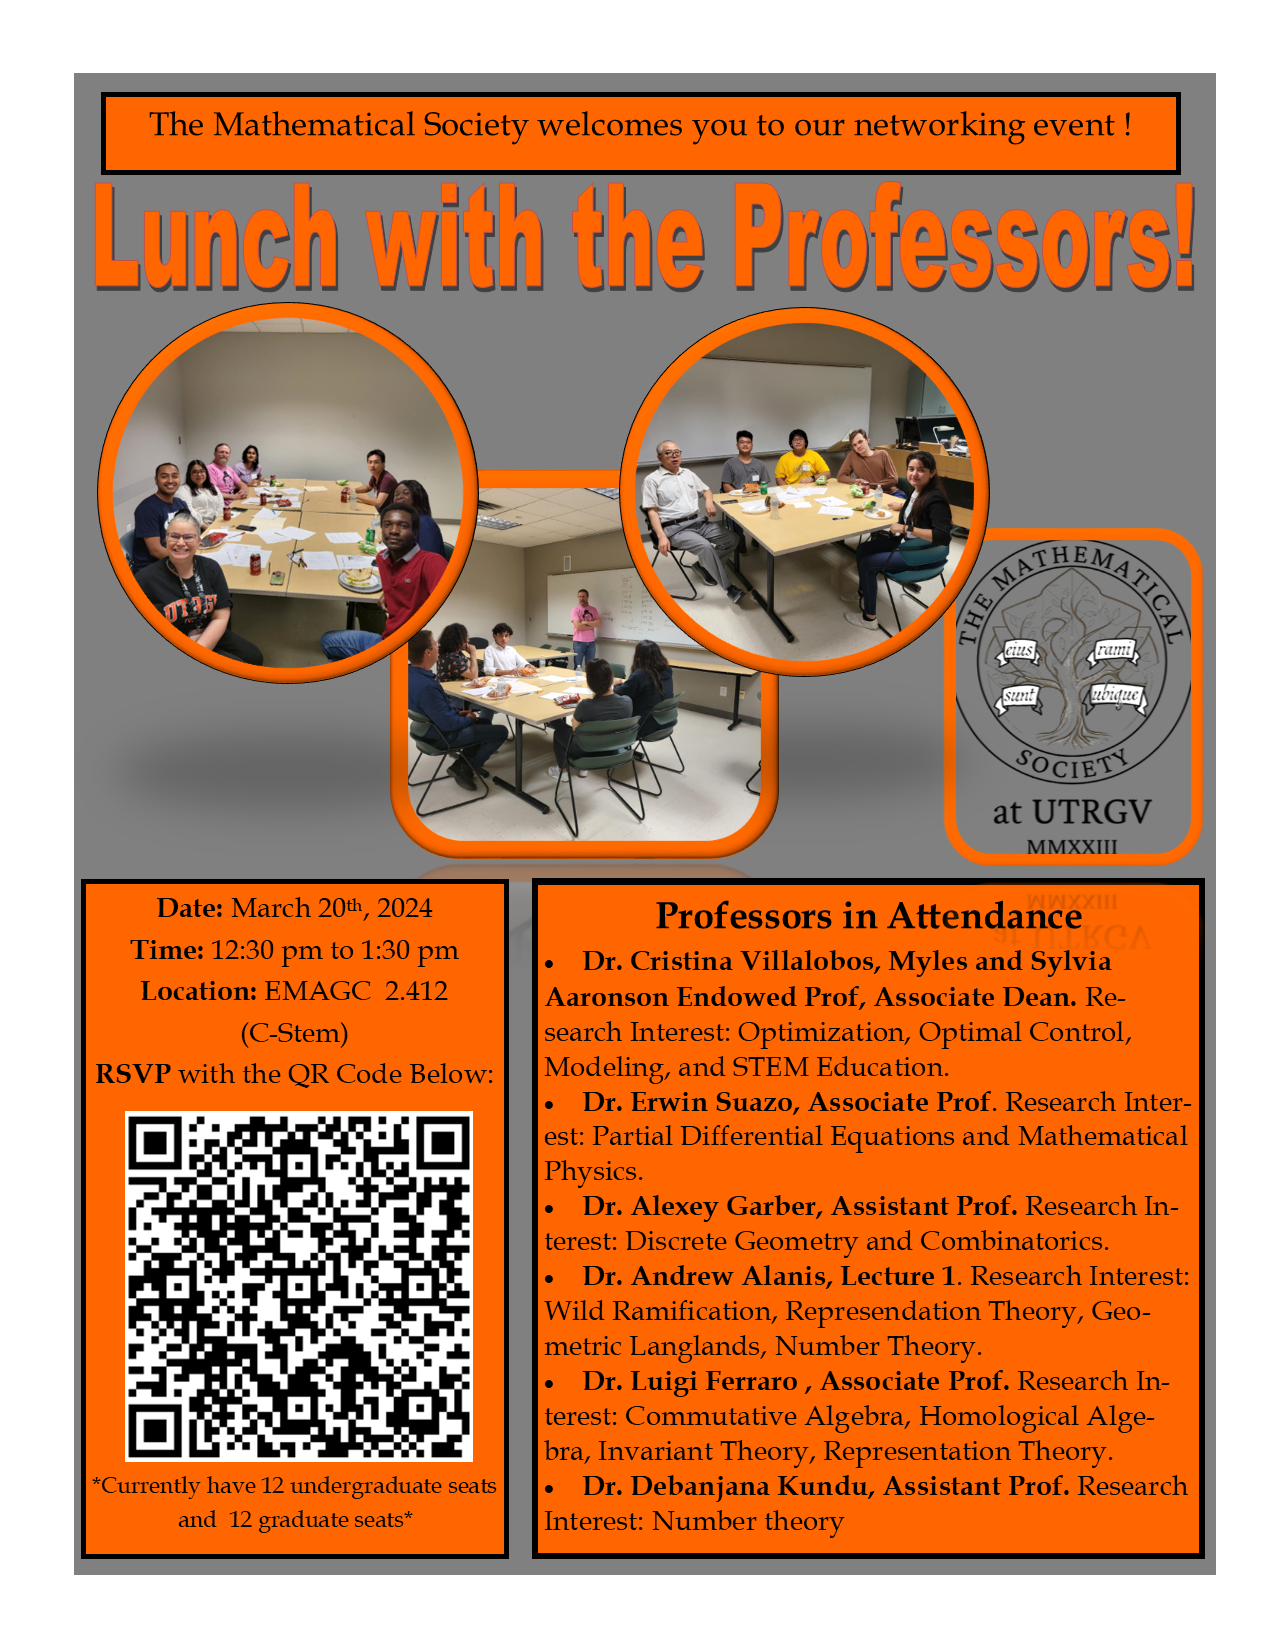 The Mathematical Society welcomes you to our networking event !
Lunch with the Professors!
THE MATHEMATICAL
eius
rami
sunt
ubique
SOCIETY
at UTRGV
MMXXIII
Date: March 20th, 2024
Time: 12:30 pm to 1:30 pm
Location: EMAGC 2.412
(C-Stem)
RSVP with the QR Code Below:
*Currently have 12 undergraduate seats
and 12 graduate seats*
Professors in Attendance
• Dr. Cristina Villalobos, Myles and Sylvia
Aaronson Endowed Prof, Associate Dean. Re-
search Interest: Optimization, Optimal Control,
Modeling, and STEM Education.
• Dr. Erwin Suazo, Associate Prof. Research Inter-
est: Partial Differential Equations and Mathematical
Physics.
• Dr. Alexey Garber, Assistant Prof. Research In-
terest: Discrete Geometry and Combinatorics.
• Dr. Andrew Alanis, Lecture 1. Research Interest:
Wild Ramification, Represendation Theory, Geo-
metric Langlands, Number Theory.
• Dr. Luigi Ferraro , Associate Prof. Research In-
terest: Commutative Algebra, Homological Alge-
bra, Invariant Theory, Representation Theory.
• Dr. Debanjana Kundu, Assistant Prof. Research
Interest: Number theory